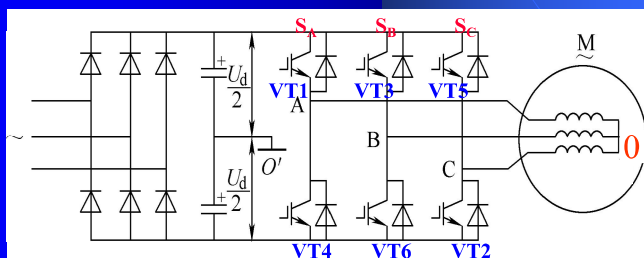 S_A S_B S_C
M
~
+ U_d/2
VT1 VT3 VT5
A
~
B
O'
0
C
+ U_d/2
VT4 VT6 VT2